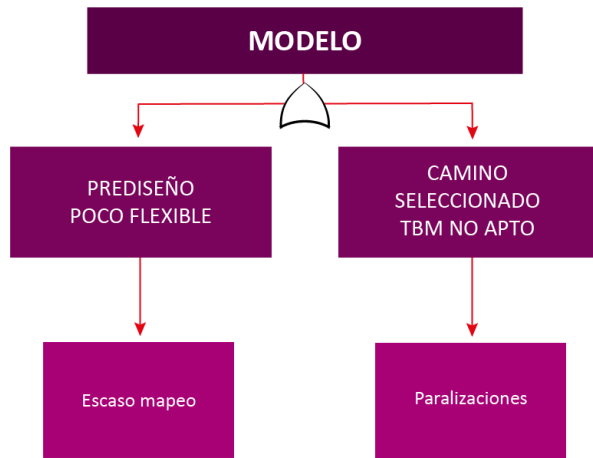 MODELO
PREDISEÑO
POCO FLEXIBLE
CAMINO
SELECCIONADO
TBM NO APTO
Escaso mapeo
Paralizaciones